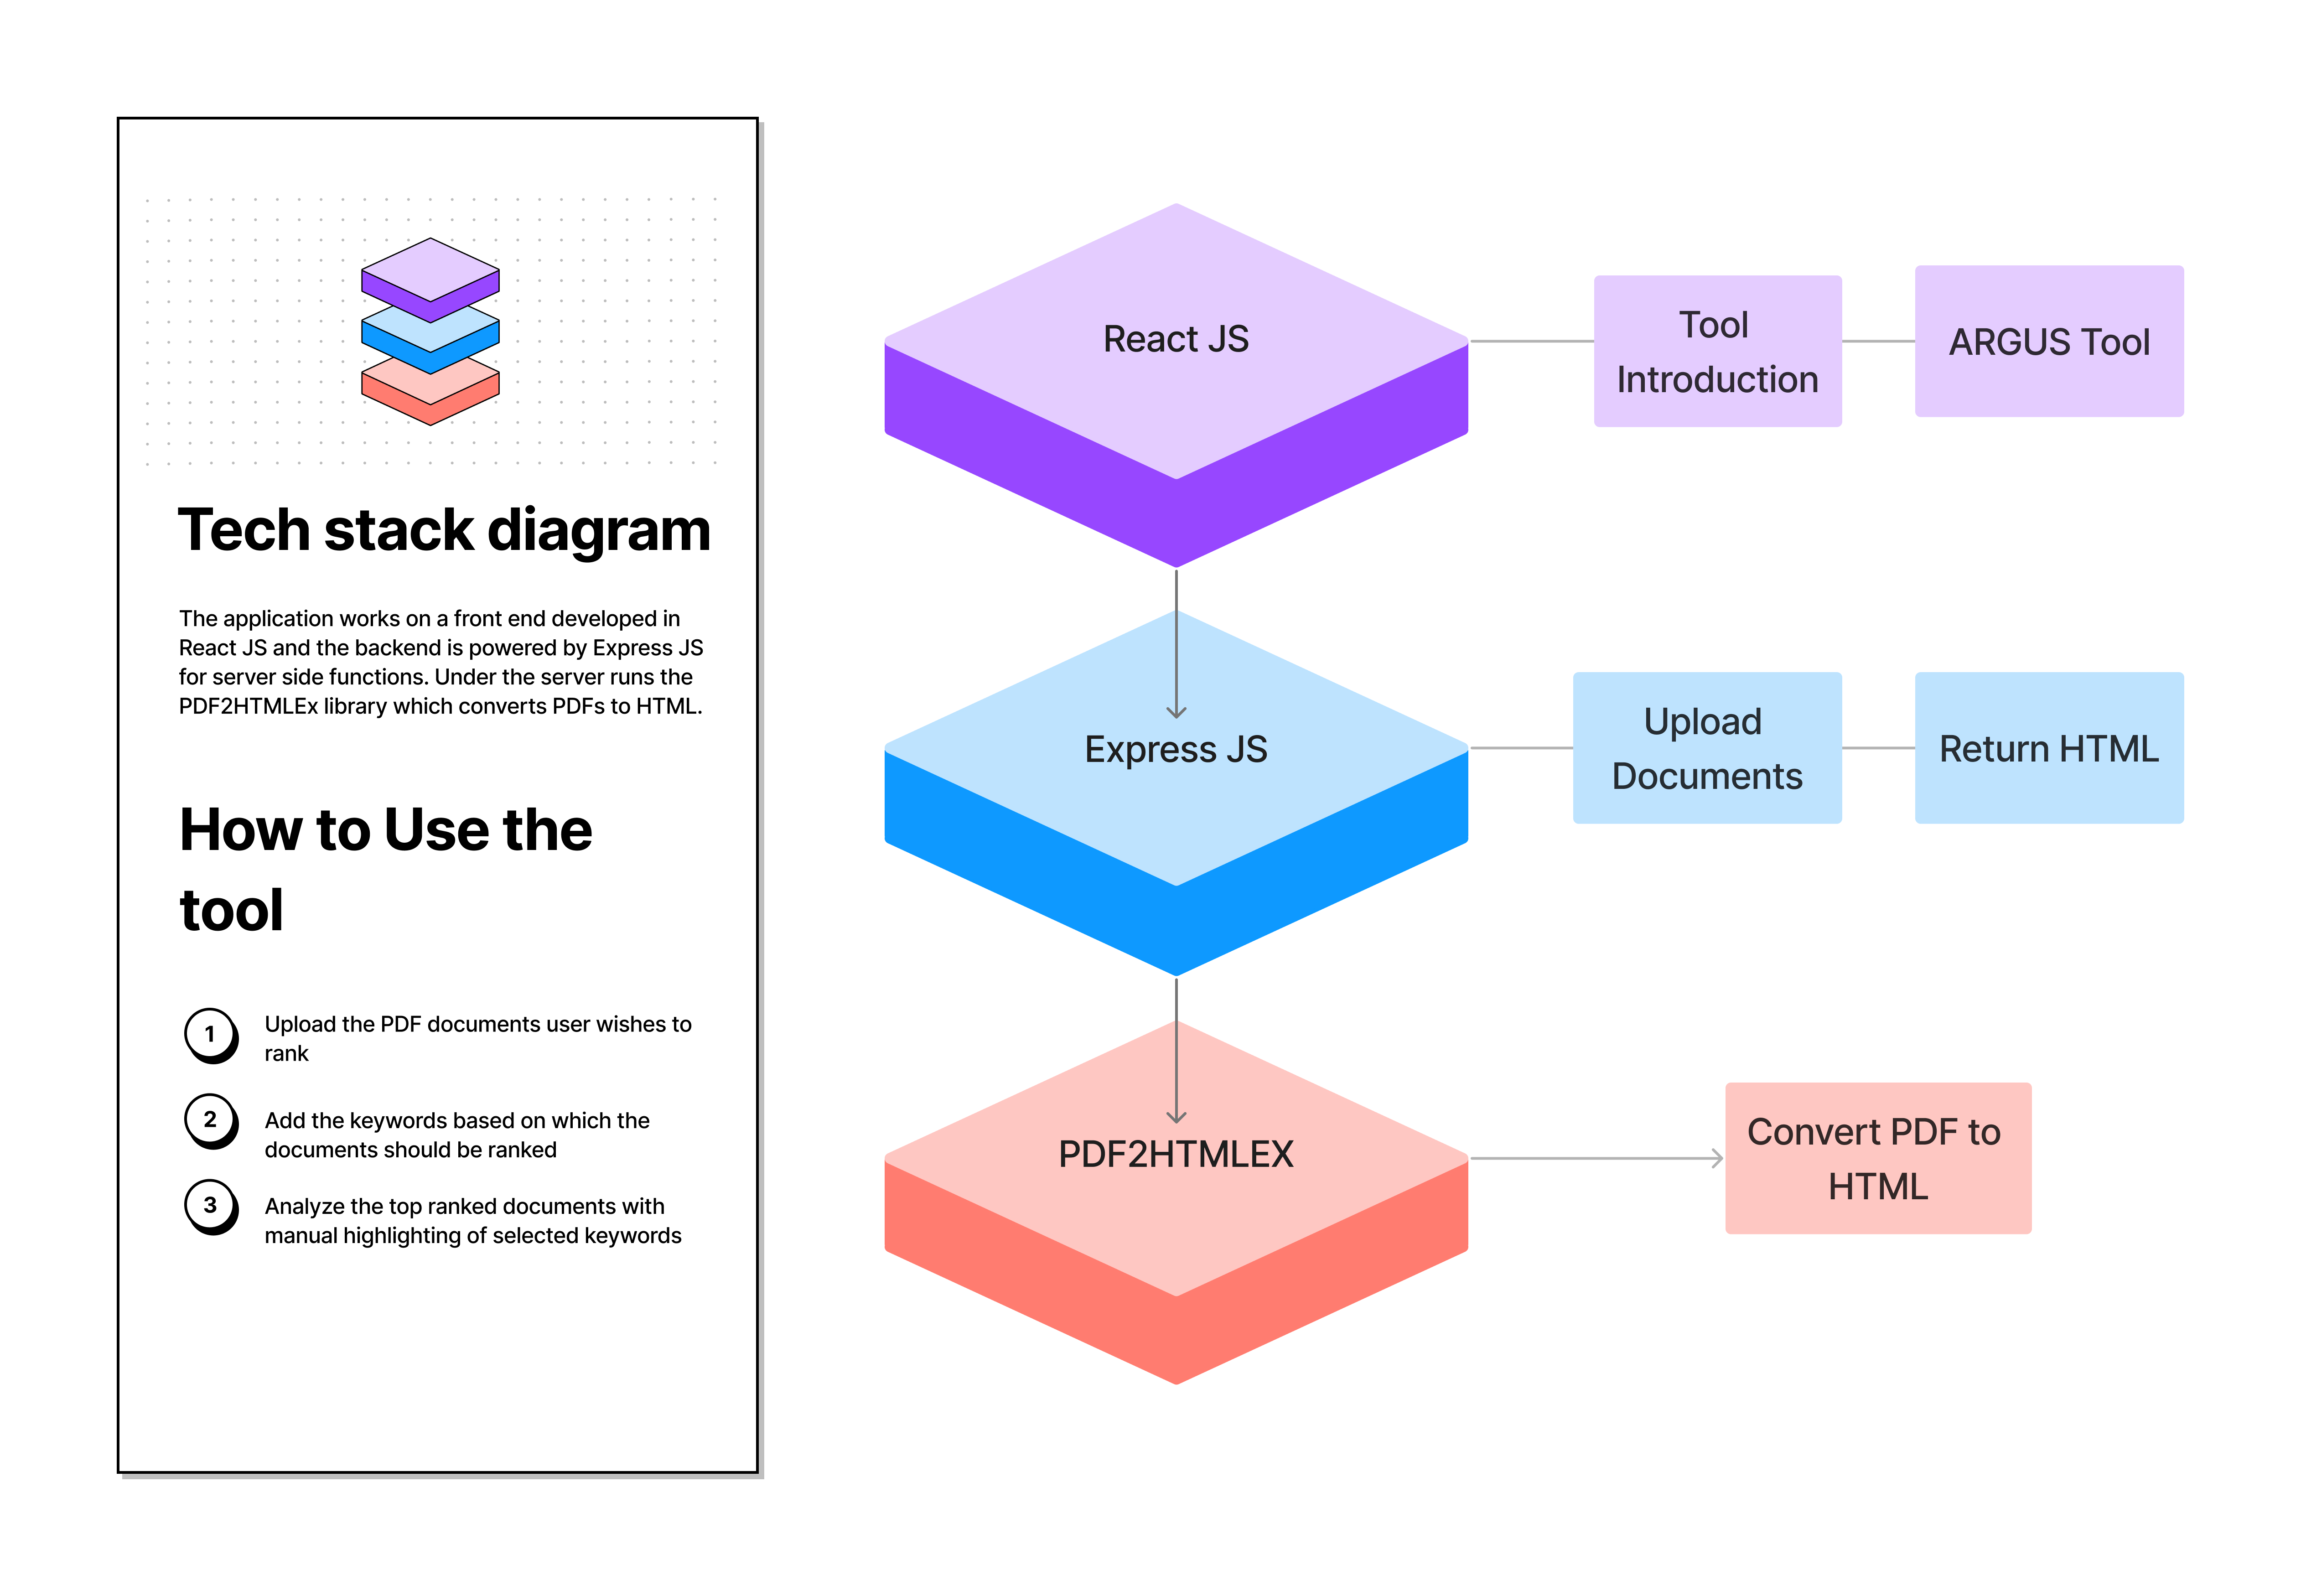 Tech stack diagram
The application works on a front end developed in
React JS and the backend is powered by Express JS
for server side functions. Under the server runs the
PDF2HTMLEx library which converts PDFs to HTML.
How to Use the
tool
1
Upload the PDF documents user wishes to
rank
2
Add the keywords based on which the
documents should be ranked
3
Analyze the top ranked documents with
manual highlighting of selected keywords
React JS
Tool
Introduction
ARGUS Tool
Express JS
Upload
Documents
Return HTML
PDF2HTMLEX
Convert PDF to
HTML